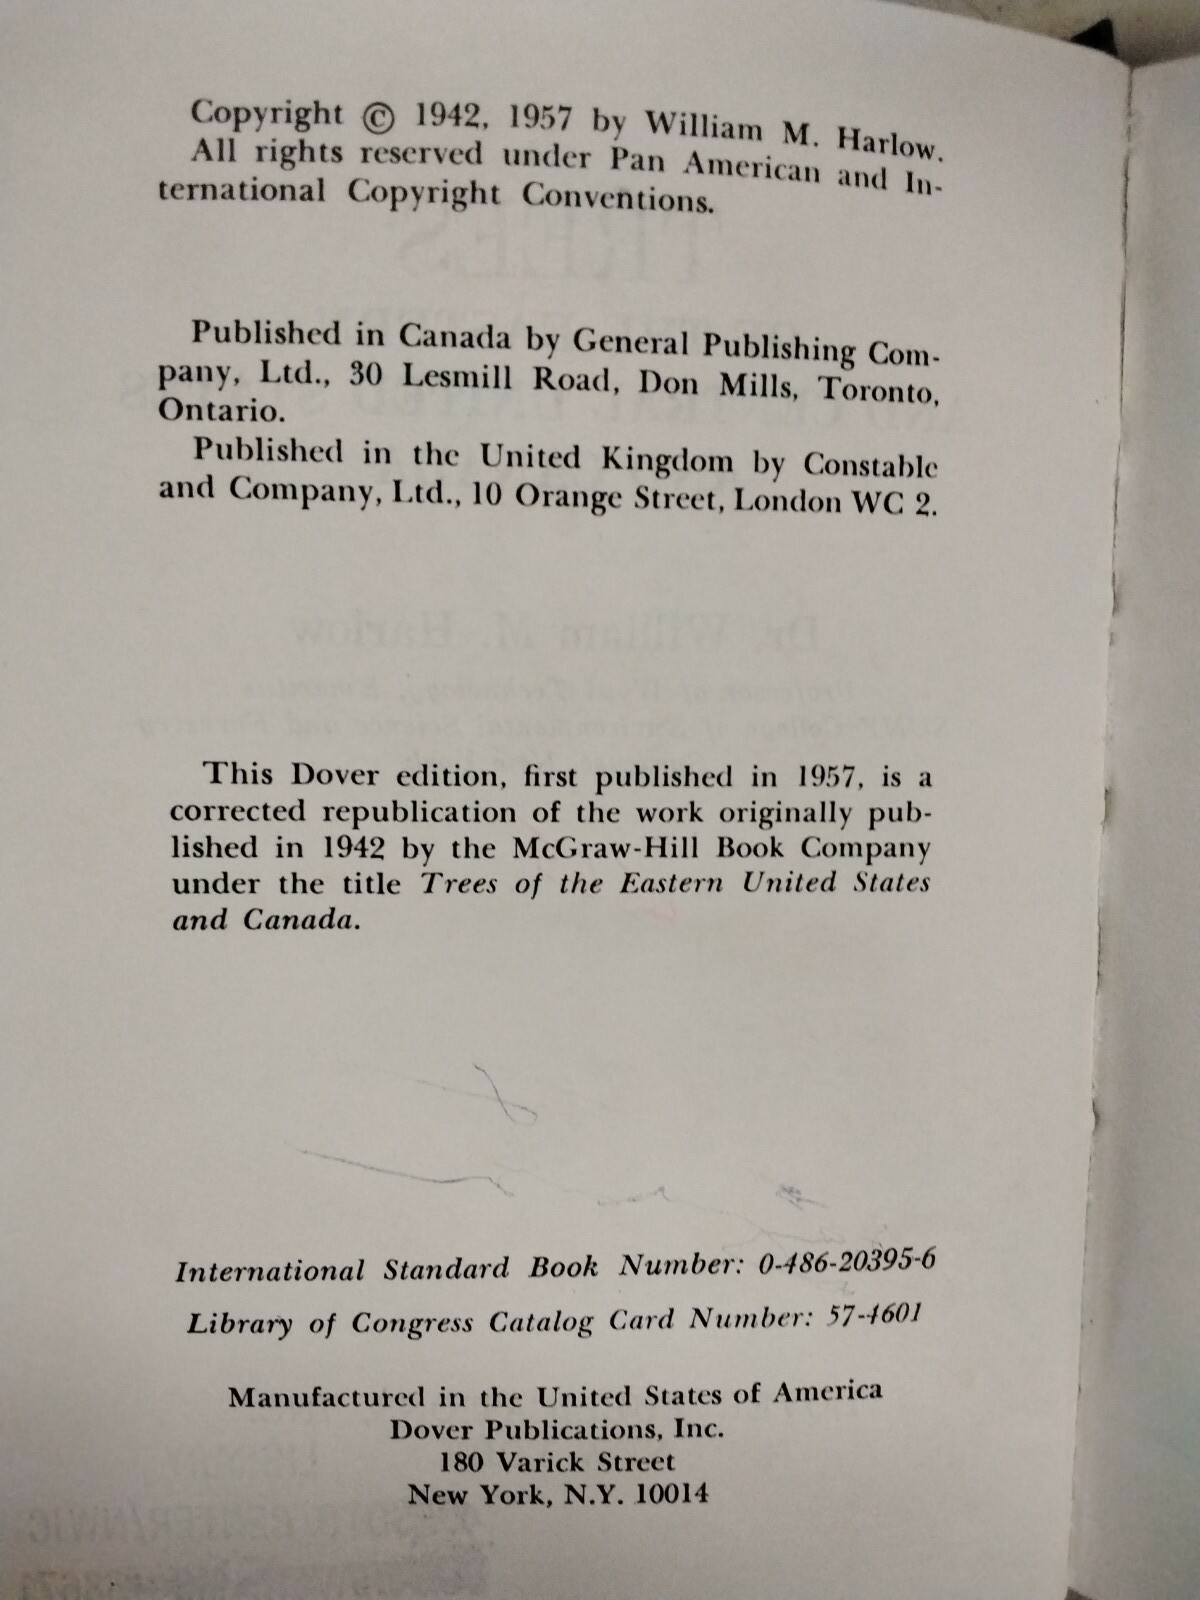 Copyright © 1942, 1957 by William M. Harlow.
All rights reserved under Pan American and In-
ternational Copyright Conventions.
Published in Canada by General Publishing Com-
pany, Ltd., 30 Lesmill Road, Don Mills, Toronto,
Ontario.
Published in the United Kingdom by Constable
and Company, Ltd., 10 Orange Street, London WC 2.
This Dover edition, first published in 1957, is a
corrected republication of the work originally pub-
lished in 1942 by the McGraw-Hill Book Company
under the title Trees of the Eastern United States
and Canada.
International Standard Book Number: 0-486-20395-6
Library of Congress Catalog Card Number: 57-4601
Manufactured in the United States of America
Dover Publications, Inc.
180 Varick Street
New York, N.Y. 10014